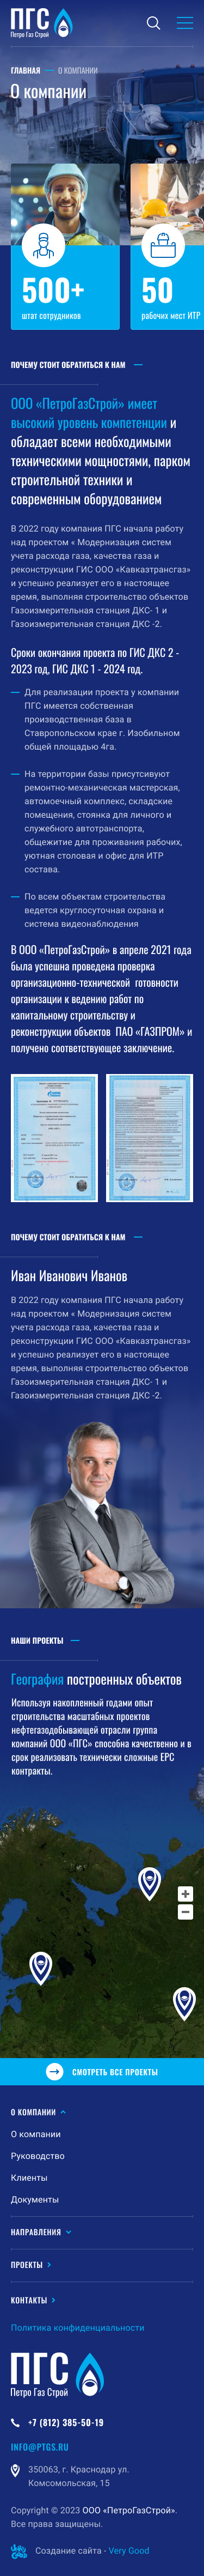 ПГС
Петро Газ Строй
ГЛАВНАЯ — О КОМПАНИИ
О компании
500+
штат сотрудников
50
рабочих мест ИТР
ПОЧЕМУ СТОИТ ОБРАТИТЬСЯ К НАМ
ООО «ПетроГазСтрой» имеет
высокий уровень компетенции и
обладает всеми необходимыми
техническими мощностями, парком
строительной техники и
современным оборудованием
В 2022 году компания ПГС начала работу
над проектом « Модернизация систем
учета расхода газа, качества газа и
реконструкции ГИС ООО «Кавказтрансгаз»
и успешно реализует его в настоящее
время, выполняя строительство объектов
Газоизмерительная станция ДКС- 1 и
Газоизмерительная станция ДКС -2.
Сроки окончания проекта по ГИС ДКС 2 -
2023 год, ГИС ДКС 1 - 2024 год.
Для реализации проекта у компании
ПГС имеется собственная
производственная база в
Ставропольском крае г. Изобильном
общей площадью 4га.
На территории базы присутсивуют
ремонтно-механическая мастерская,
автомоечный комплекс, складские
помещения, стоянка для личного и
служебного автотранспорта,
общежитие для проживания рабочих,
уютная столовая и офис для ИТР
состава.
По всем объектам строительства
ведется круглосуточная охрана и
система видеонаблюдения
В ООО «ПетроГазСтрой» в апреле 2021 года
была успешна проведена проверка
организационно-технической готовности
организации к ведению работ по
капитальному строительству и
реконструкции объектов ПАО «ГАЗПРОМ» и
получено соответствующее заключение.
ПОЧЕМУ СТОИТ ОБРАТИТЬСЯ К НАМ
Иван Иванович Иванов
В 2022 году компания ПГС начала работу
над проектом « Модернизация систем
учета расхода газа, качества газа и
реконструкции ГИС ООО «Кавказтрансгаз»
и успешно реализует его в настоящее
время, выполняя строительство объектов
Газоизмерительная станция ДКС- 1 и
Газоизмерительная станция ДКС -2.
НАШИ ПРОЕКТЫ
География построенных объектов
Используя накопленный годами опыт
строительства масштабных проектов
нефтегазодобывающей отрасли группа
компаний ООО «ПГС» способна качественно и в
срок реализовать технически сложные EPC
контракты.
СМОТРЕТЬ ВСЕ ПРОЕКТЫ
О КОМПАНИИ
О компании
Руководство
Клиенты
Документы
НАПРАВЛЕНИЯ
ПРОЕКТЫ
КОНТАКТЫ
Политика конфиденциальности
ПГС
Петро Газ Строй
+7 (812) 385-50-19
INFO@PTGS.RU
350063, г. Краснодар ул.
Комсомольская, 15
Copyright © 2023 ООО «ПетроГазСтрой».
Все права защищены.
Создание сайта - Very Good